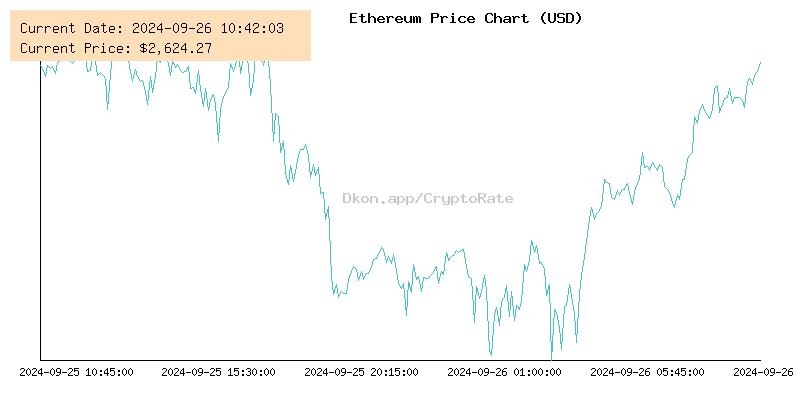 Ethereum Price Chart (USD)
Current Date: 2024-09-26 10:42:03
Current Price: $2,624.27
Dkon.app/CryptoRate
2024-09-25 10:45:00 2024-09-25 15:30:00 2024-09-25 20:15:00 2024-09-26 01:00:00 2024-09-26 05:45:00 2024-09-26